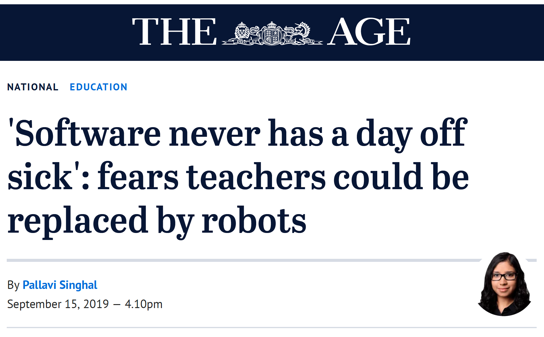 THE AGE
NATIONAL EDUCATION
'Software never has a day off
sick': fears teachers could be
replaced by robots
By Pallavi Singhal
September 15, 2019 — 4.10pm